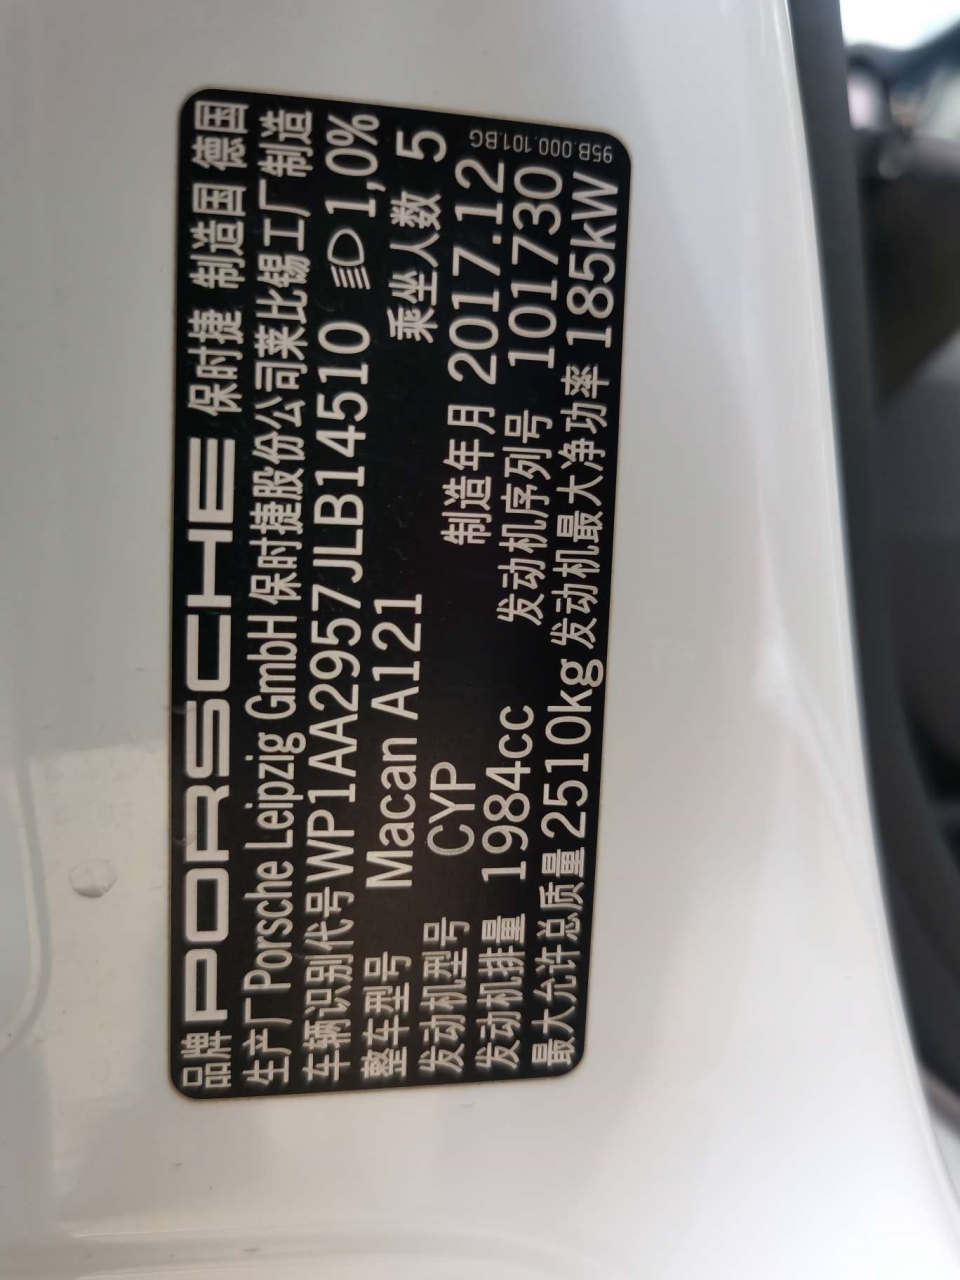 品牌 PORSCHE 保时捷 制造国 德国
生产厂 Porsche Leipzig GmbH 保时捷股份公司莱比锡工厂制造
车辆识别代号 WP1AA2957JLB14510 1,0%
整车型号 Macan A121 乘坐人数 5
发动机型号 CYP 制造年月 2017.12
发动机排量 1984cc 发动机序列号 101730
最大允许总质量 2510kg 发动机最大净功率 185kW
95B.000.101.BG